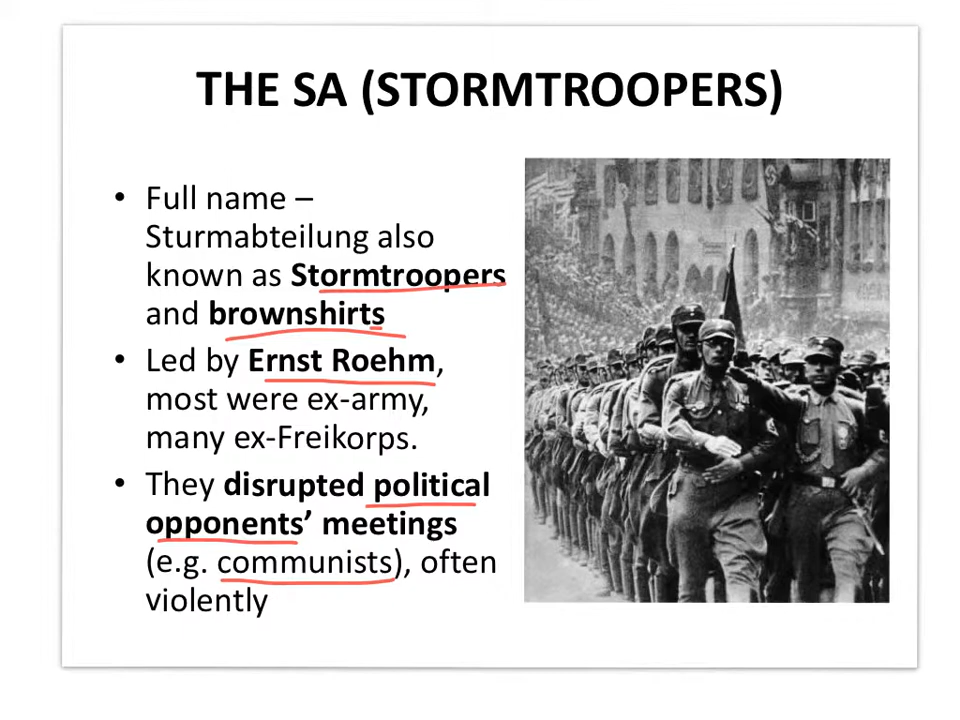 THE SA (STORMTROOPERS)
• Full name –
Sturmabteilung also
known as Stormtroopers
and brownshirts
• Led by Ernst Roehm,
most were ex-army,
many ex-Freikorps.
• They disrupted political
opponents’ meetings
(e.g. communists), often
violently